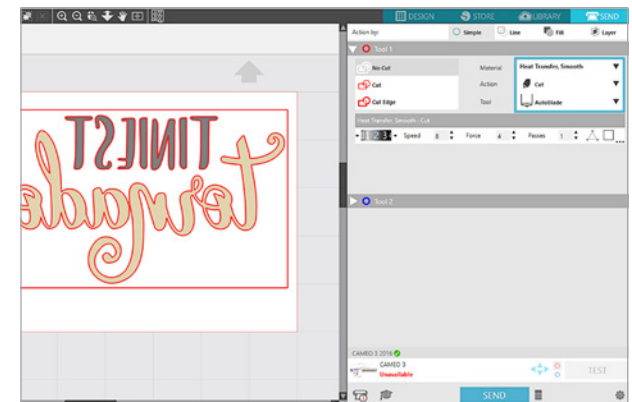 DESIGN STORE LIBRARY SEND
Action by: Simple Line Fill Layer
Tool 1
No Cut Material Heat Transfer, Smooth
Cut Action Cut
Cut Edge Tool AutoBlade
Heat Transfer, Smooth - Cut
Speed 8 Force 4 Passes 1
TINIEST
tornado
Tool 2
CAMEO 3 2016
CAMEO 3
Unavailable
TEST
SEND